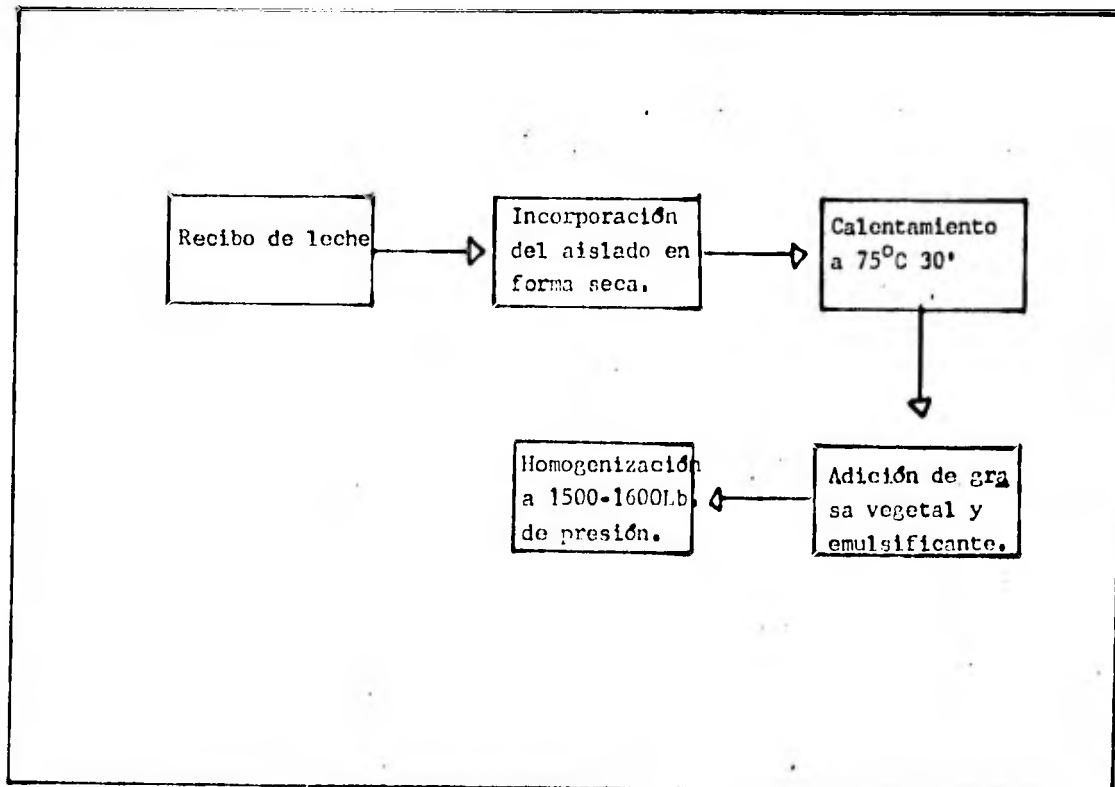 Recibo de leche
Incorporación
del aislado en
forma seca.
Calentamiento
a 75°C 30'
Adición de gra
sa vegetal y
emulsificante.
Homogenización
a 1500-1600Lb.
de presión.